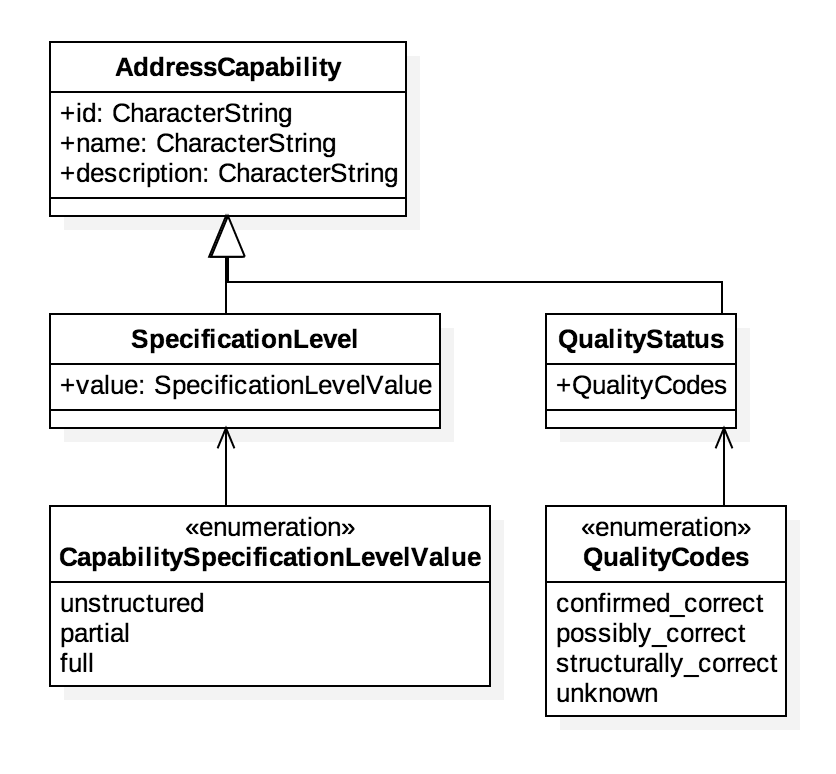 AddressCapability
+id: CharacterString
+name: CharacterString
+description: CharacterString
SpecificationLevel
+value: SpecificationLevelValue
QualityStatus
+QualityCodes
«enumeration»
CapabilitySpecificationLevelValue
unstructured
partial
full
«enumeration»
QualityCodes
confirmed_correct
possibly_correct
structurally_correct
unknown